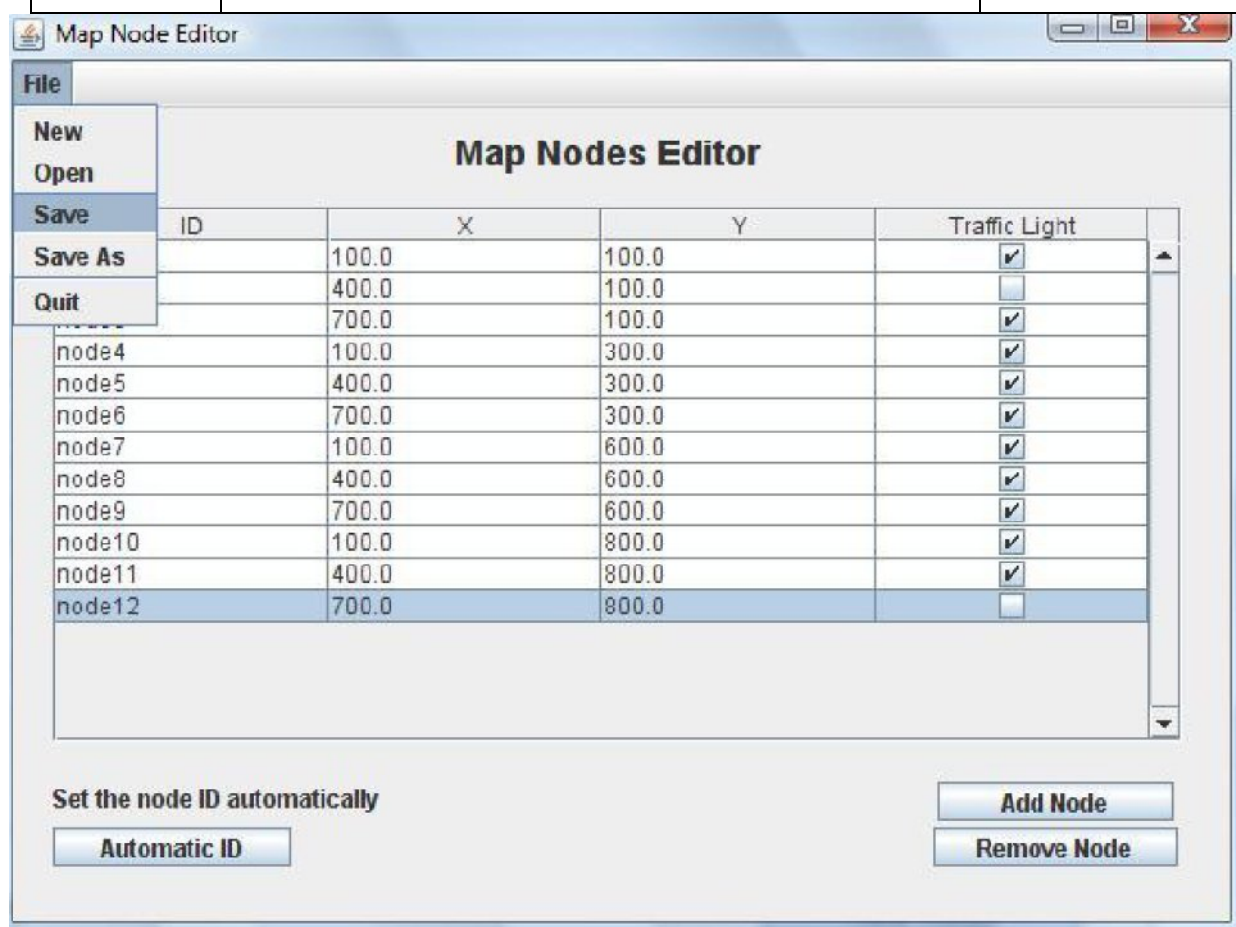 Map Node Editor
File
New
Open
Save
Save As
Quit
Map Nodes Editor
ID X Y Traffic Light
100.0 100.0
400.0 100.0
700.0 100.0
node4 100.0 300.0
node5 400.0 300.0
node6 700.0 300.0
node7 100.0 600.0
node8 400.0 600.0
node9 700.0 600.0
node10 100.0 800.0
node11 400.0 800.0
node12 700.0 800.0
Set the node ID automatically
Automatic ID
Add Node
Remove Node